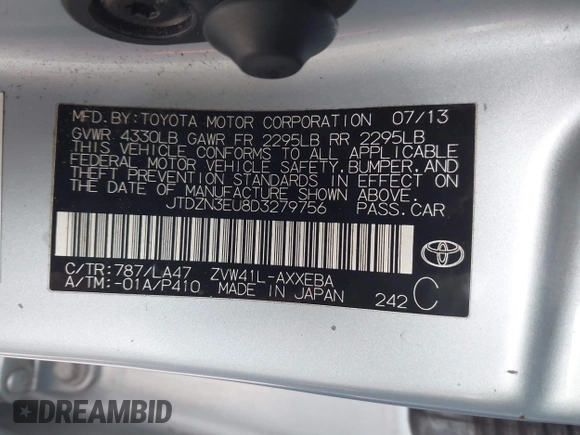 MFD. BY: TOYOTA MOTOR CORPORATION 07/13
GVWR 4330LB GAWR FR 2295LB RR 2295LB
THIS VEHICLE CONFORMS TO ALL APPLICABLE
FEDERAL MOTOR VEHICLE SAFETY, BUMPER, AND
THEFT PREVENTION STANDARDS IN EFFECT ON
THE DATE OF MANUFACTURE SHOWN ABOVE.
JTDZN3EU8D3279756 PASS. CAR
C/TR: 787/LA47 ZVW41L-AXXEBA
A/TM: -01A/P410 MADE IN JAPAN 242 C
DREAMBID